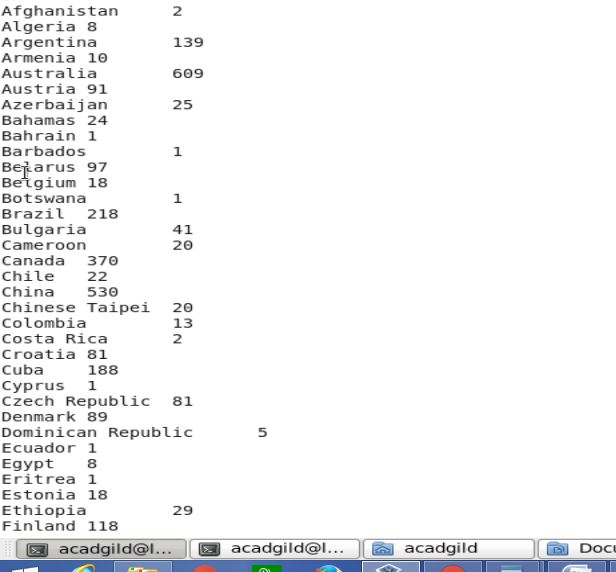 Afghanistan 2
Algeria 8
Argentina 139
Armenia 10
Australia 609
Austria 91
Azerbaijan 25
Bahamas 24
Bahrain 1
Barbados 1
Belarus 97
Belgium 18
Botswana 1
Brazil 218
Bulgaria 41
Cameroon 20
Canada 370
Chile 22
China 530
Chinese Taipei 20
Colombia 13
Costa Rica 2
Croatia 81
Cuba 188
Cyprus 1
Czech Republic 81
Denmark 89
Dominican Republic 5
Ecuador 1
Egypt 8
Eritrea 1
Estonia 18
Ethiopia 29
Finland 118
acadgild@l... acadgild@l... acadgild Docu